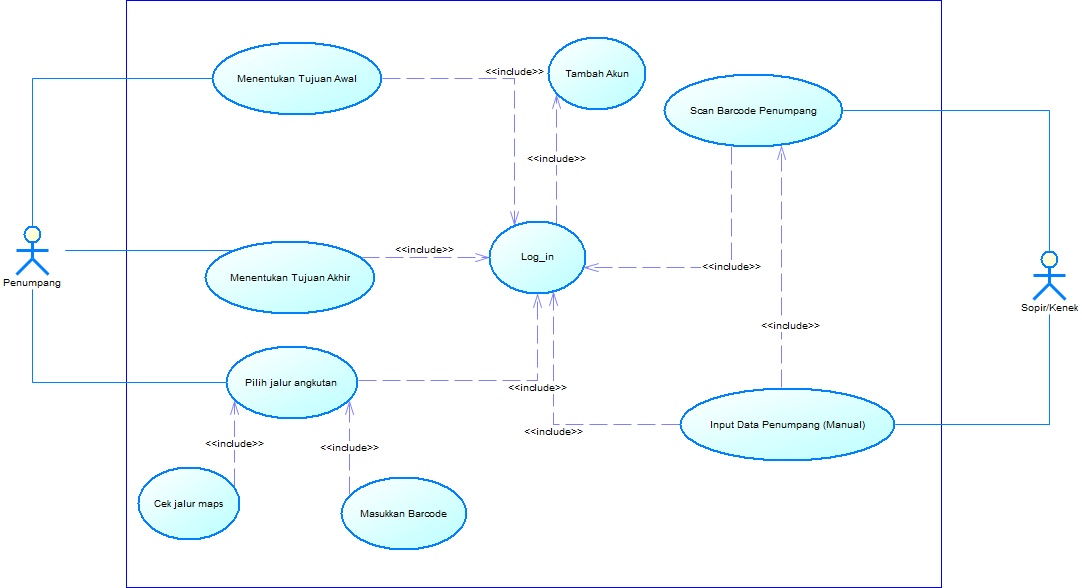 Menentukan Tujuan Awal
<<include>>
Tambah Akun
Scan Barcode Penumpang
<<include>>
Penumpang
Menentukan Tujuan Akhir
<<include>>
Log_in
<<include>>
Sopir/Kenek
<<include>>
Pilih jalur angkutan
<<include>>
Input Data Penumpang (Manual)
<<include>>
<<include>>
<<include>>
Cek jalur maps
Masukkan Barcode